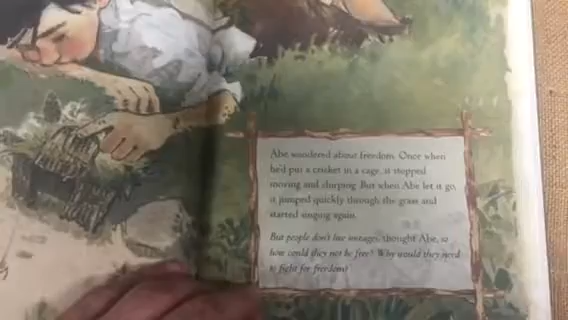 Abe wondered about freedom. Once when
he'd put a cricket in a cage, it stopped
moving and chirping. But when Abe let it go,
it jumped quickly through the grass and
started singing again.
But people don't live in cages, thought Abe, so
how could they not be free? Why would they need
to fight for freedom?